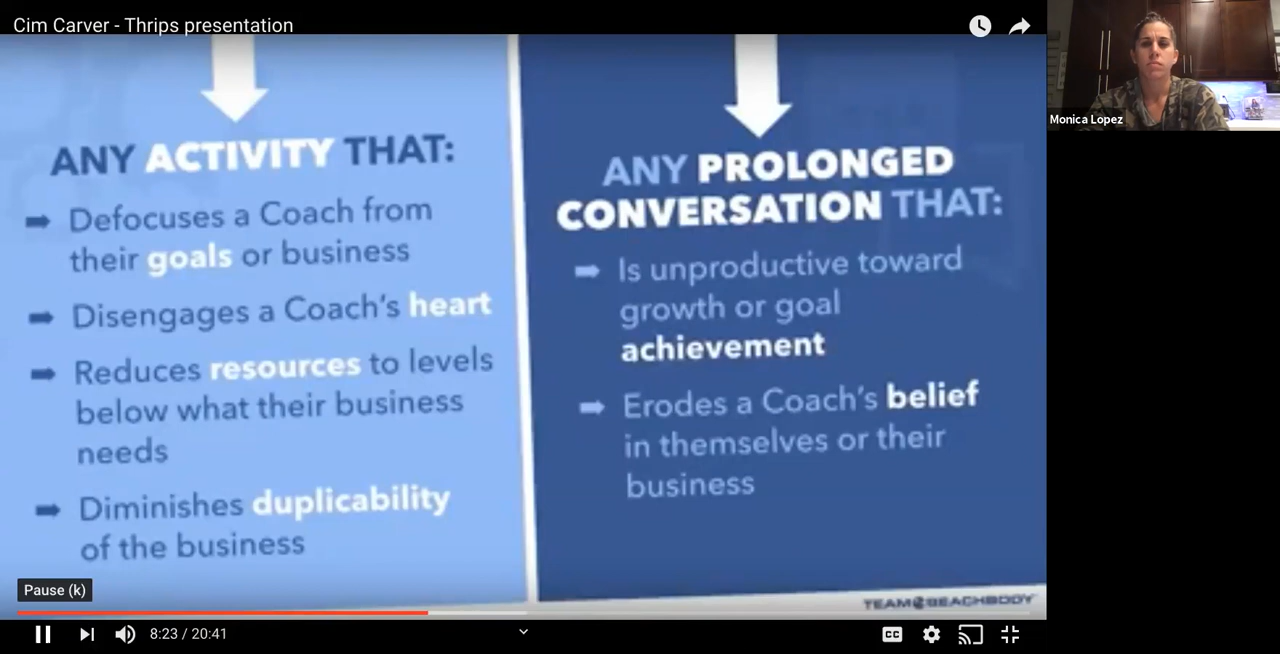 Cim Carver - Thrips presentation
ANY ACTIVITY THAT:
Defocuses a Coach from
their goals or business
Disengages a Coach's heart
Reduces resources to levels
below what their business
needs
Diminishes duplicability
of the business
ANY PROLONGED
CONVERSATION THAT:
Is unproductive toward
growth or goal
achievement
Erodes a Coach's belief
in themselves or their
business
TEAM BEACHBODY
Pause (k)
8:23 / 20:41
CC
Monica Lopez